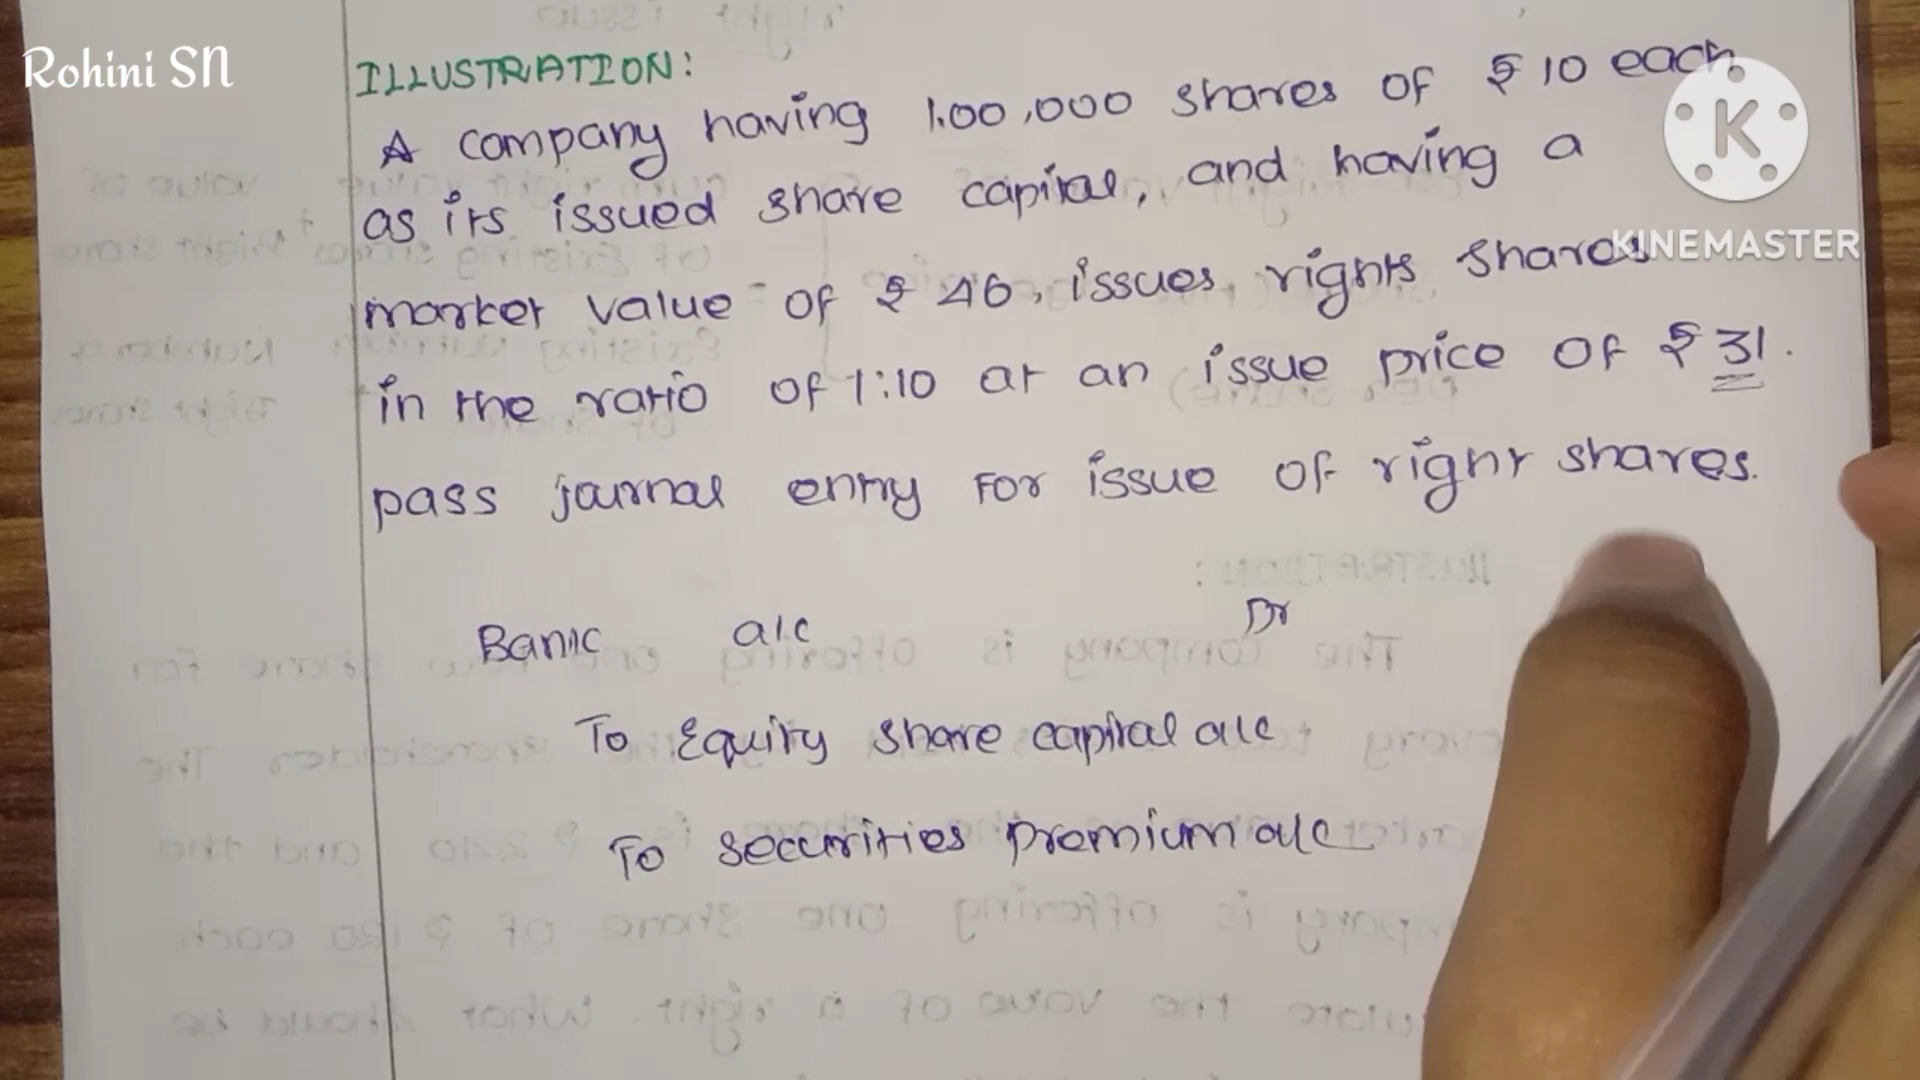 Rohini SN
ILLUSTRATION:
A company having 1,00,000 shares of ₹ 10 each
as its issued share capital, and having a
market value of ₹ 46, issues rights shares
in the ratio of 1:10 at an issue price of ₹ 31.
pass journal entry for issue of right shares.
Bank a/c Dr
To Equity share capital a/c
To securities premium a/c
K
KINEMASTER